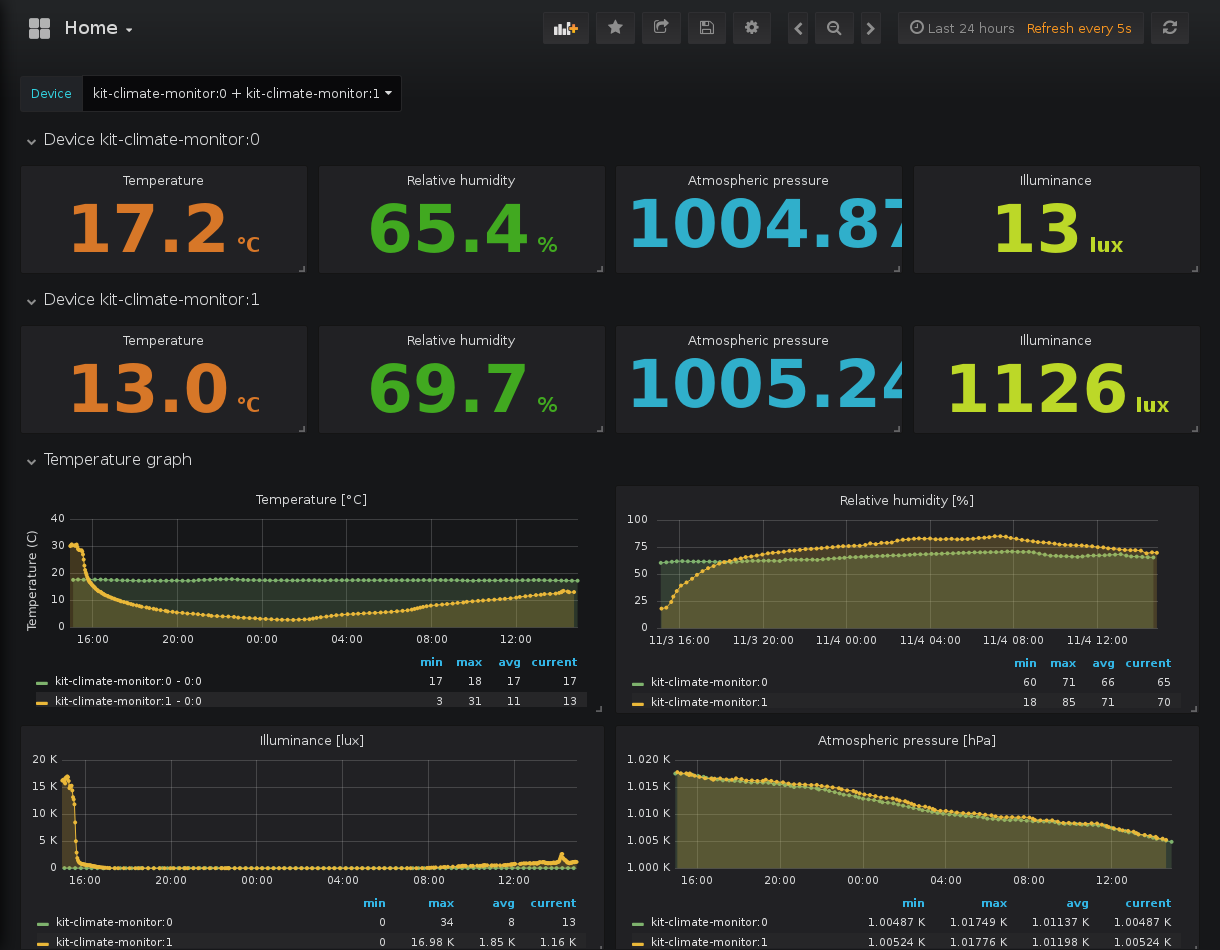 Home
Last 24 hours Refresh every 5s
Device kit-climate-monitor:0 + kit-climate-monitor:1
Device kit-climate-monitor:0
Temperature Relative humidity Atmospheric pressure Illuminance
17.2 °C 65.4 % 1004.87 13 lux
Device kit-climate-monitor:1
Temperature Relative humidity Atmospheric pressure Illuminance
13.0 °C 69.7 % 1005.24 1126 lux
Temperature graph
Temperature [°C]
Temperature (C)
40
30
20
10
0
16:00 20:00 00:00 04:00 08:00 12:00
min max avg current
kit-climate-monitor:0 - 0:0 17 18 17 17
kit-climate-monitor:1 - 0:0 3 31 11 13
Relative humidity [%]
100
75
50
25
0
11/3 16:00 11/3 20:00 11/4 00:00 11/4 04:00 11/4 08:00 11/4 12:00
min max avg current
kit-climate-monitor:0 60 71 66 65
kit-climate-monitor:1 18 85 71 70
Illuminance [lux]
20 K
15 K
10 K
5 K
0
16:00 20:00 00:00 04:00 08:00 12:00
min max avg current
kit-climate-monitor:0 0 34 8 13
kit-climate-monitor:1 0 16.98 K 1.85 K 1.16 K
Atmospheric pressure [hPa]
1.020 K
1.015 K
1.010 K
1.005 K
1.000 K
16:00 20:00 00:00 04:00 08:00 12:00
min max avg current
kit-climate-monitor:0 1.00487 K 1.01749 K 1.01137 K 1.00487 K
kit-climate-monitor:1 1.00524 K 1.01776 K 1.01198 K 1.00524 K